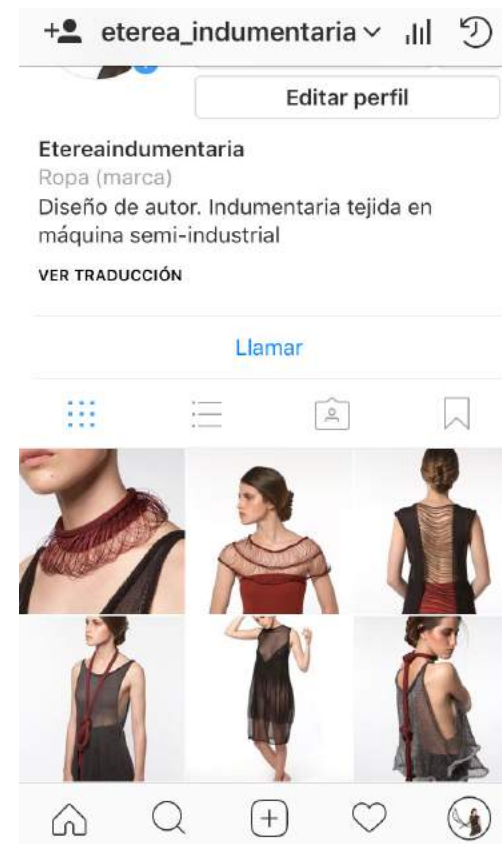 eterea_indumentaria
Editar perfil
Etereaindumentaria
Ropa (marca)
Diseño de autor. Indumentaria tejida en
máquina semi-industrial
VER TRADUCCIÓN
Llamar